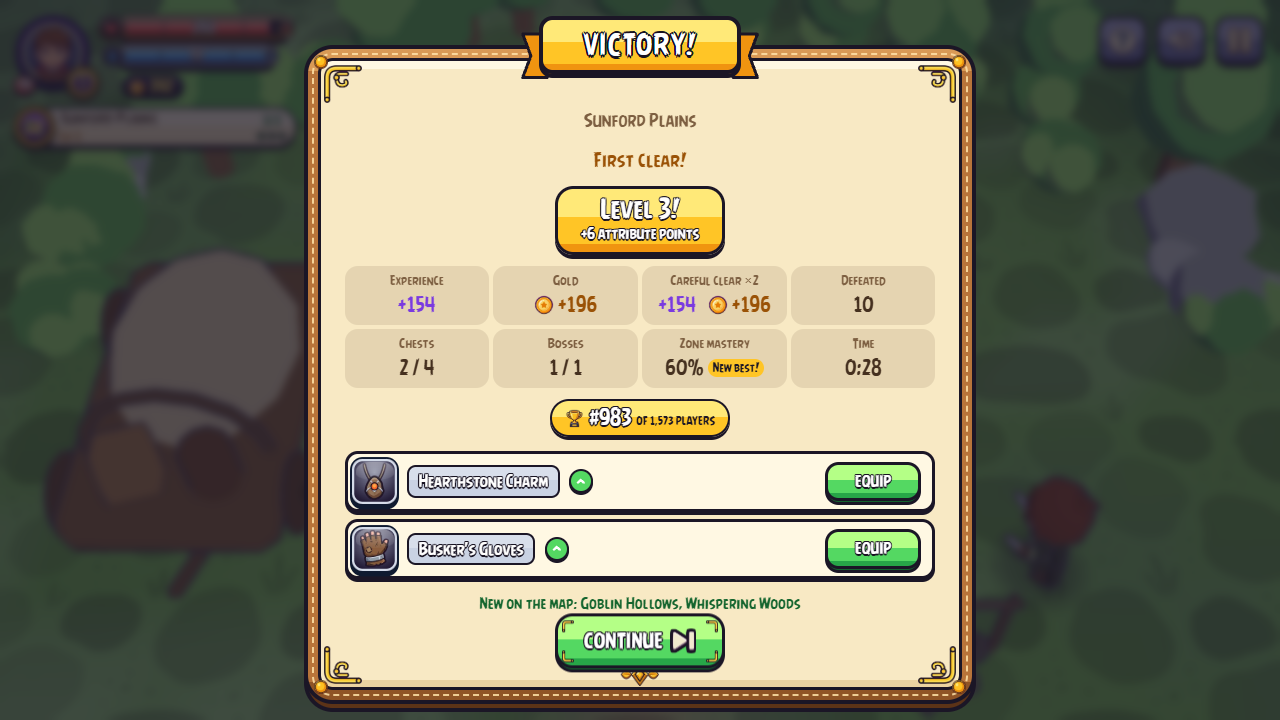 VICTORY!
Sunford Plains
First Clear!
Level 3!
+6 attribute points
Experience
+154
Gold
+196
Careful clear ×2
+154 +196
Defeated
10
Chests
2 / 4
Bosses
1 / 1
Zone mastery
60% New best!
Time
0:28
#983 of 1,573 players
Hearthstone Charm
Equip
Busker's Gloves
Equip
New on the map: Goblin Hollows, Whispering Woods
Continue